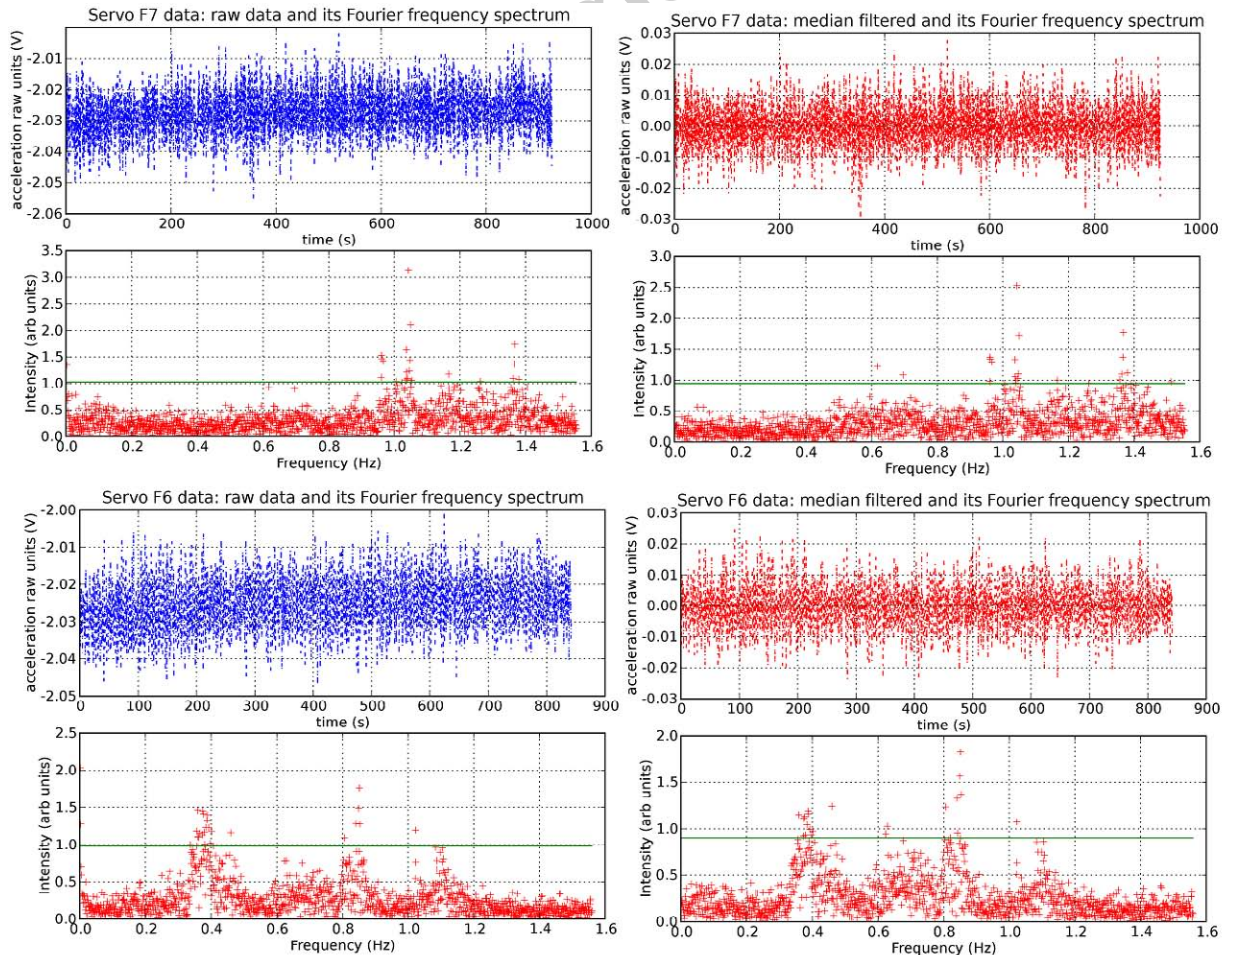 Servo F7 data: raw data and its Fourier frequency spectrum
acceleration raw units (V)
-2.01
-2.02
-2.03
-2.04
-2.05
-2.06
0 200 400 600 800 1000
time (s)
Intensity (arb units)
3.5
3.0
2.5
2.0
1.5
1.0
0.5
0.0
0.0 0.2 0.4 0.6 0.8 1.0 1.2 1.4 1.6
Frequency (Hz)
Servo F7 data: median filtered and its Fourier frequency spectrum
acceleration raw units (V)
0.03
0.02
0.01
0.00
-0.01
-0.02
0.03
0 200 400 600 800 1000
time (s)
Intensity (arb units)
3.0
2.5
2.0
1.5
1.0
0.5
0.0
0.0 0.2 0.4 0.6 0.8 1.0 1.2 1.4 1.6
Frequency (Hz)
Servo F6 data: raw data and its Fourier frequency spectrum
acceleration raw units (V)
-2.00
-2.01
-2.02
-2.03
-2.04
-2.05
0 100 200 300 400 500 600 700 800 900
time (s)
Intensity (arb units)
2.5
2.0
1.5
1.0
0.5
0.0
0.0 0.2 0.4 0.6 0.8 1.0 1.2 1.4 1.6
Frequency (Hz)
Servo F6 data: median filtered and its Fourier frequency spectrum
acceleration raw units (V)
0.03
0.02
0.01
0.00
-0.01
-0.02
-0.03
0 100 200 300 400 500 600 700 800 900
time (s)
Intensity (arb units)
2.0
1.5
1.0
0.5
0.0
0.0 0.2 0.4 0.6 0.8 1.0 1.2 1.4 1.6
Frequency (Hz)